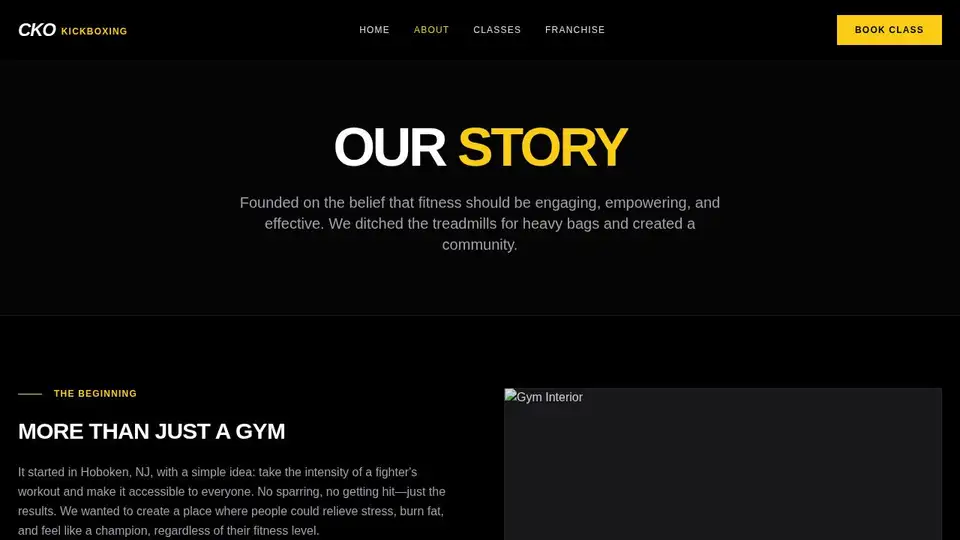 CKO KICKBOXING
HOME ABOUT CLASSES FRANCHISE
BOOK CLASS
OUR STORY
Founded on the belief that fitness should be engaging, empowering, and
effective. We ditched the treadmills for heavy bags and created a
community.
THE BEGINNING
MORE THAN JUST A GYM
It started in Hoboken, NJ, with a simple idea: take the intensity of a fighter's
workout and make it accessible to everyone. No sparring, no getting hit—just the
results. We wanted to create a place where people could relieve stress, burn fat,
and feel like a champion, regardless of their fitness level.
Gym Interior